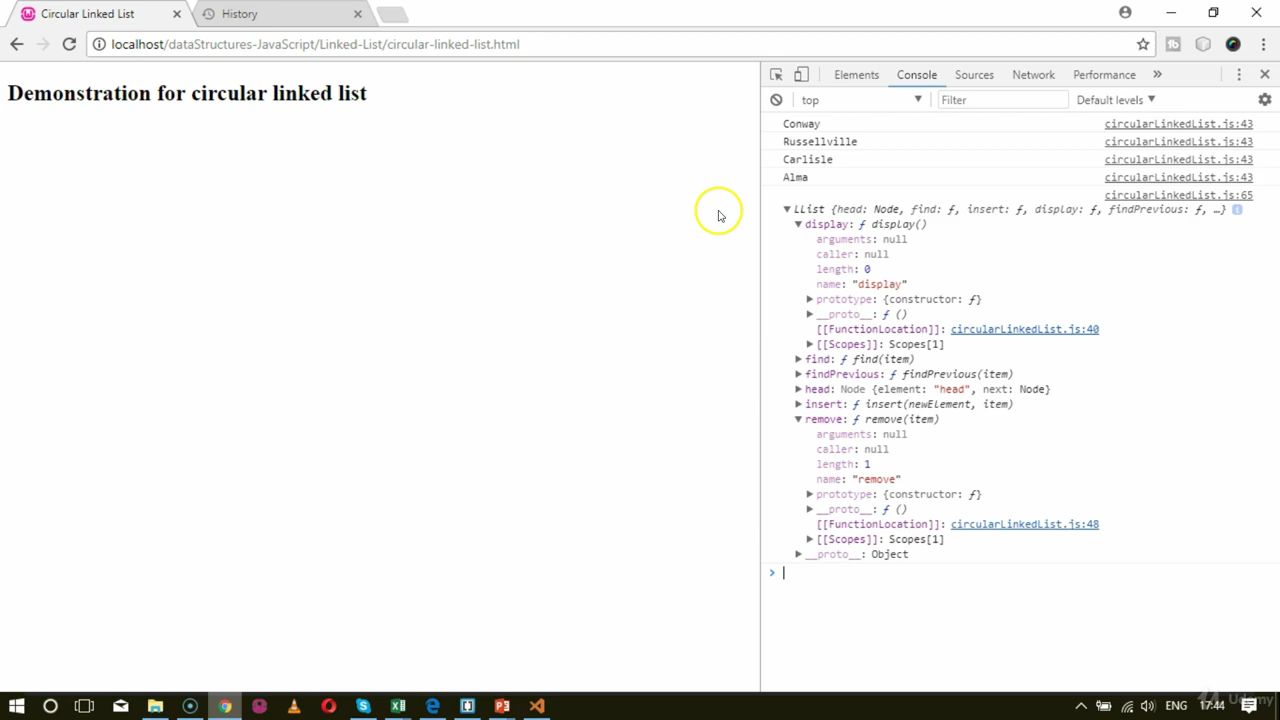 Circular Linked List
History
localhost/dataStructures-JavaScript/Linked-List/circular-linked-list.html
Demonstration for circular linked list
Elements Console Sources Network Performance »
top Filter Default levels
Conway circularLinkedList.js:43
Russellville circularLinkedList.js:43
Carlisle circularLinkedList.js:43
Alma circularLinkedList.js:43
circularLinkedList.js:65
LList {head: Node, find: ƒ, insert: ƒ, display: ƒ, findPrevious: ƒ, …} i
display: ƒ display()
arguments: null
caller: null
length: 0
name: "display"
prototype: {constructor: ƒ}
__proto__: ƒ ()
[[FunctionLocation]]: circularLinkedList.js:40
[[Scopes]]: Scopes[1]
find: ƒ find(item)
findPrevious: ƒ findPrevious(item)
head: Node {element: "head", next: Node}
insert: ƒ insert(newElement, item)
remove: ƒ remove(item)
arguments: null
caller: null
length: 1
name: "remove"
prototype: {constructor: ƒ}
__proto__: ƒ ()
[[FunctionLocation]]: circularLinkedList.js:48
[[Scopes]]: Scopes[1]
__proto__: Object
>
ENG 17:44
Udemy